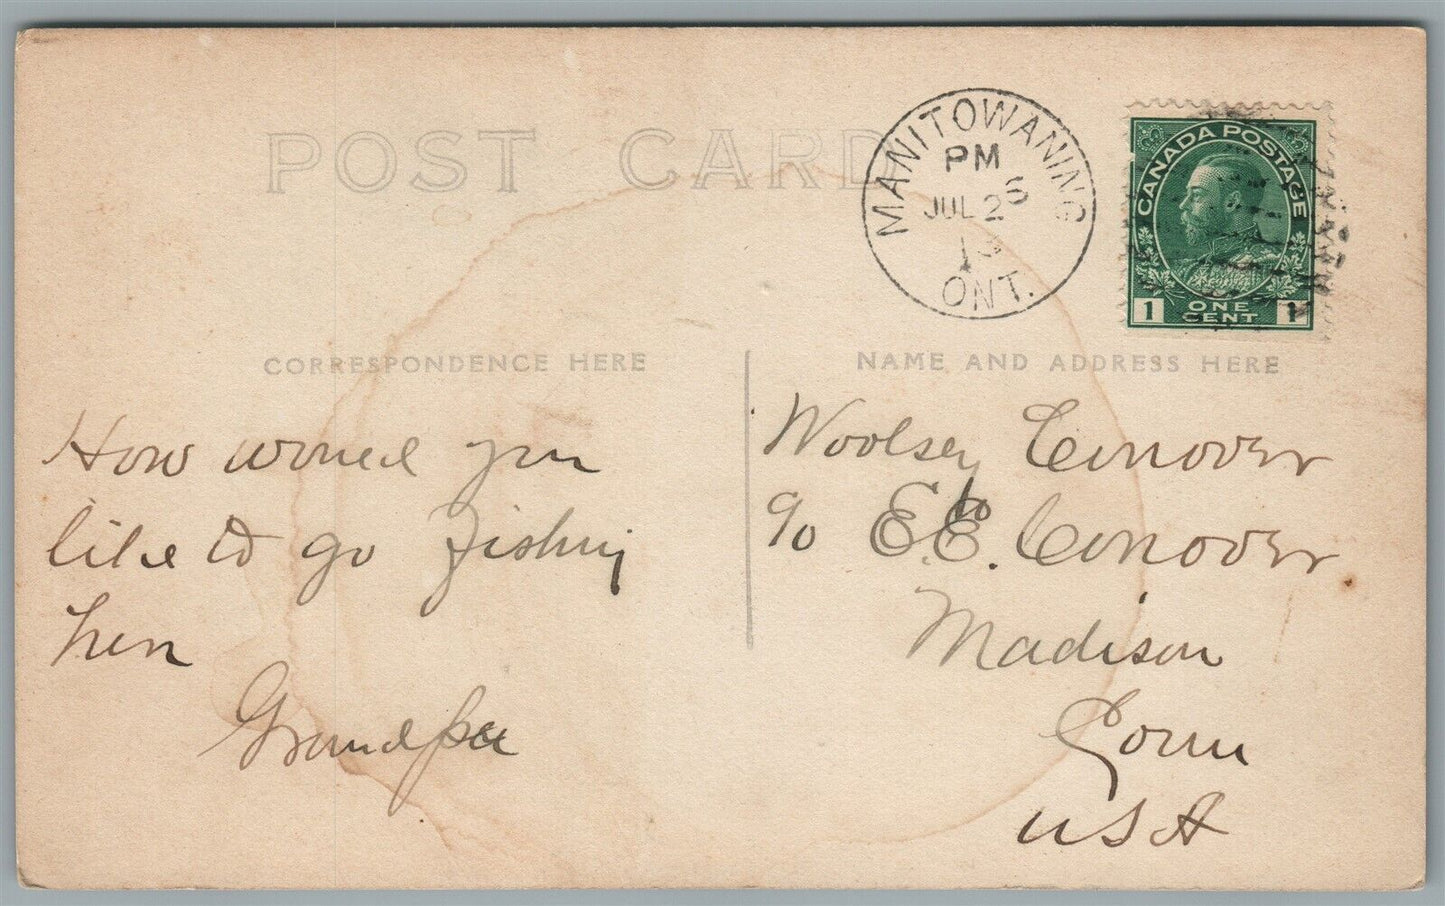 POST CARD
MANITOWANING
PM
JUL 26
13
ONT.
CANADA POSTAGE
1 ONE CENT 1
CORRESPONDENCE HERE
NAME AND ADDRESS HERE
How would you
like to go fishing
here
Grandpa
Woolsey Conover
c/o E. E. Conover
Madison
Conn
USA